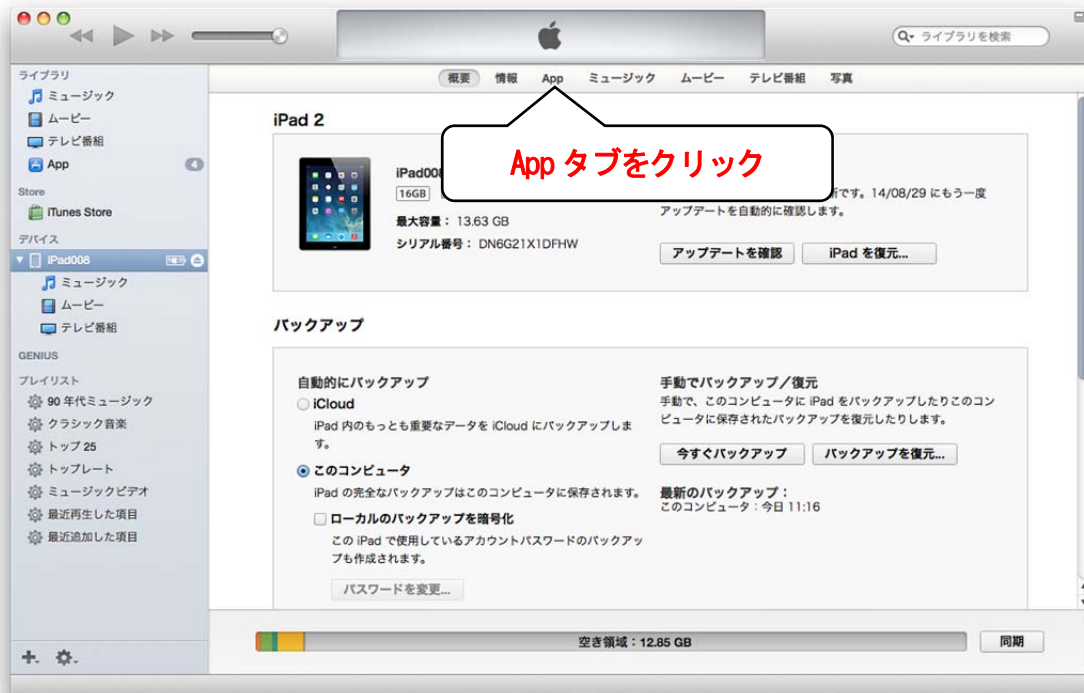 ライブラリを検索
ライブラリ
ミュージック
ムービー
テレビ番組
App 4
Store
iTunes Store
デバイス
iPad008
ミュージック
ムービー
テレビ番組
GENIUS
プレイリスト
90 年代ミュージック
クラシック音楽
トップ 25
トップレート
ミュージックビデオ
最近再生した項目
最近追加した項目
概要 情報 App ミュージック ムービー テレビ番組 写真
App タブをクリック
iPad 2
iPad008
16GB
最大容量： 13.63 GB
シリアル番号： DN6G21X1DFHW
です。14/08/29 にもう一度
アップデートを自動的に確認します。
アップデートを確認 iPad を復元...
バックアップ
自動的にバックアップ
iCloud
iPad 内のもっとも重要なデータを iCloud にバックアップしま
す。
このコンピュータ
iPad の完全なバックアップはこのコンピュータに保存されます。
ローカルのバックアップを暗号化
この iPad で使用しているアカウントパスワードのバックアッ
プも作成されます。
パスワードを変更...
手動でバックアップ／復元
手動で、このコンピュータに iPad をバックアップしたりこのコン
ピュータに保存されたバックアップを復元したりします。
今すぐバックアップ バックアップを復元...
最新のバックアップ：
このコンピュータ：今日 11:16
空き領域：12.85 GB
同期